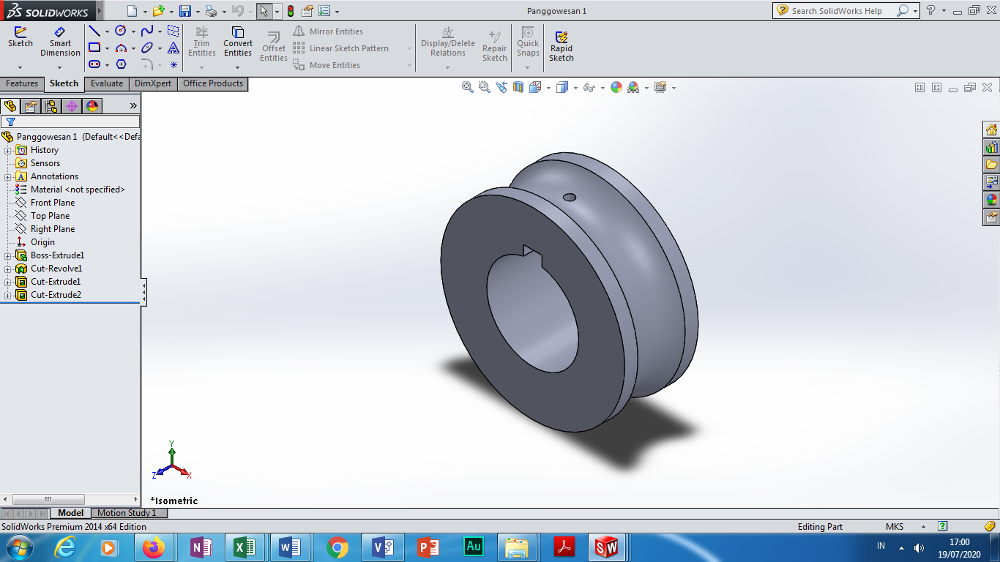 SOLIDWORKS
Panggowesan 1
Search SolidWorks Help
?
Sketch
Smart Dimension
Trim Entities
Convert Entities
Offset Entities
Mirror Entities
Linear Sketch Pattern
Move Entities
Display/Delete Relations
Repair Sketch
Quick Snaps
Rapid Sketch
Features
Sketch
Evaluate
DimXpert
Office Products
»
Panggowesan 1 (Default<<Defa
History
Sensors
A Annotations
Material <not specified>
Front Plane
Top Plane
Right Plane
Origin
Boss-Extrude1
Cut-Revolve1
Cut-Extrude1
Cut-Extrude2
Y
Z
X
*Isometric
Model
Motion Study 1
SolidWorks Premium 2014 x64 Edition
Editing Part
MKS
?
N
X
W
V
P
Au
SW
IN
17:00
19/07/2020